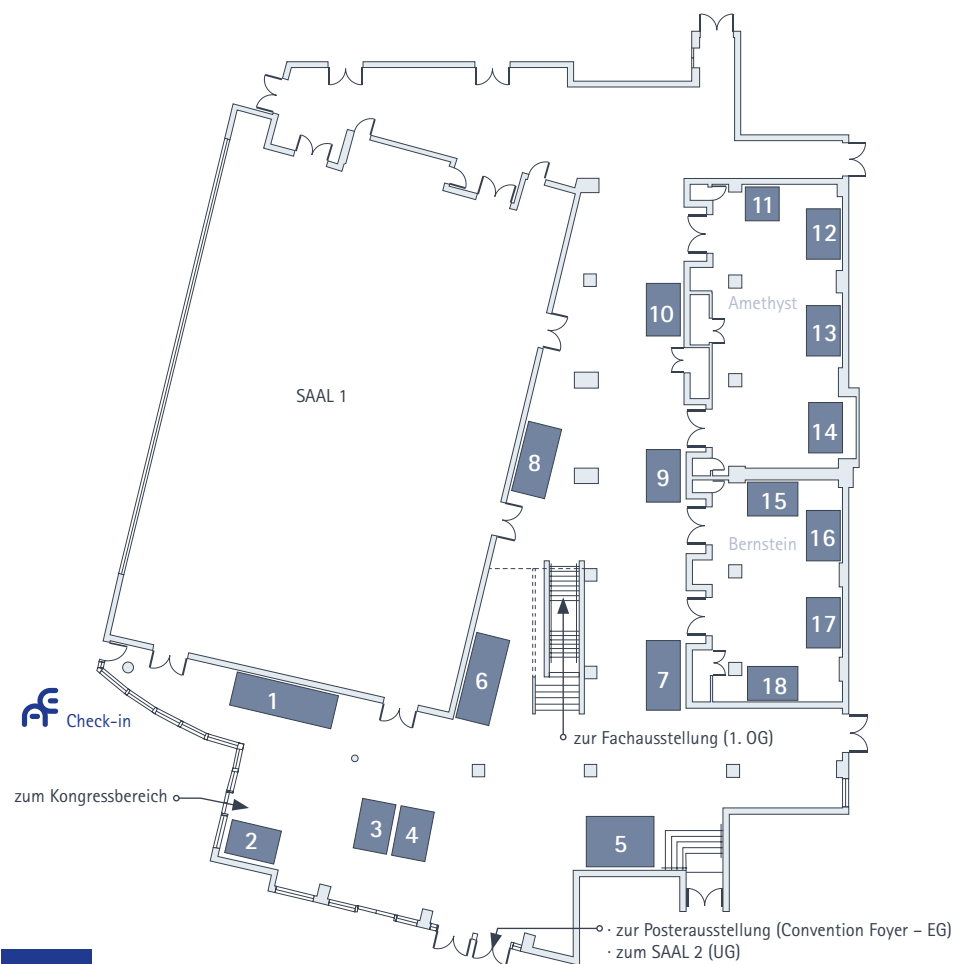 11
12
10
Amethyst
13
SAAL 1
14
8
9
15
16
Bernstein
17
6
7
18
1
Check-in
zur Fachausstellung (1. OG)
zum Kongressbereich
3
4
2
5
· zur Posterausstellung (Convention Foyer – EG)
· zum SAAL 2 (UG)